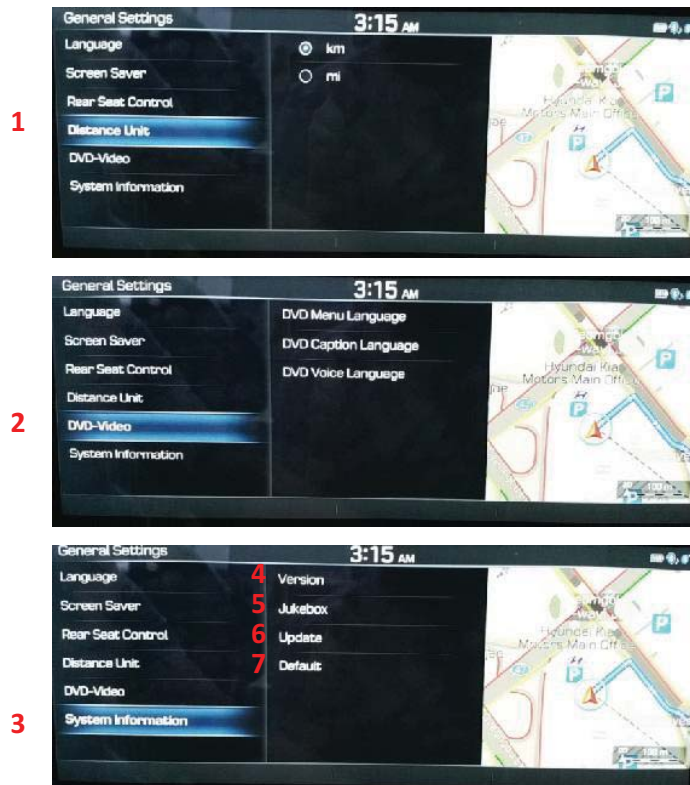 General Settings
3:15 AM
Language
km
Screen Saver
mi
Rear Seat Control
1
Distance Unit
DVD-Video
System Information
P
Hyundai Kia
Motors Main Office
P
100 m
General Settings
3:15 AM
Language
DVD Menu Language
Screen Saver
DVD Caption Language
Rear Seat Control
DVD Voice Language
Distance Unit
2
DVD-Video
System Information
P
Hyundai Kia
Motors Main Office
P
100 m
General Settings
3:15 AM
Language
4 Version
Screen Saver
5 Jukebox
Rear Seat Control
6 Update
Distance Unit
7 Default
DVD-Video
3
System Information
P
Hyundai Kia
Motors Main Office
P
100 m